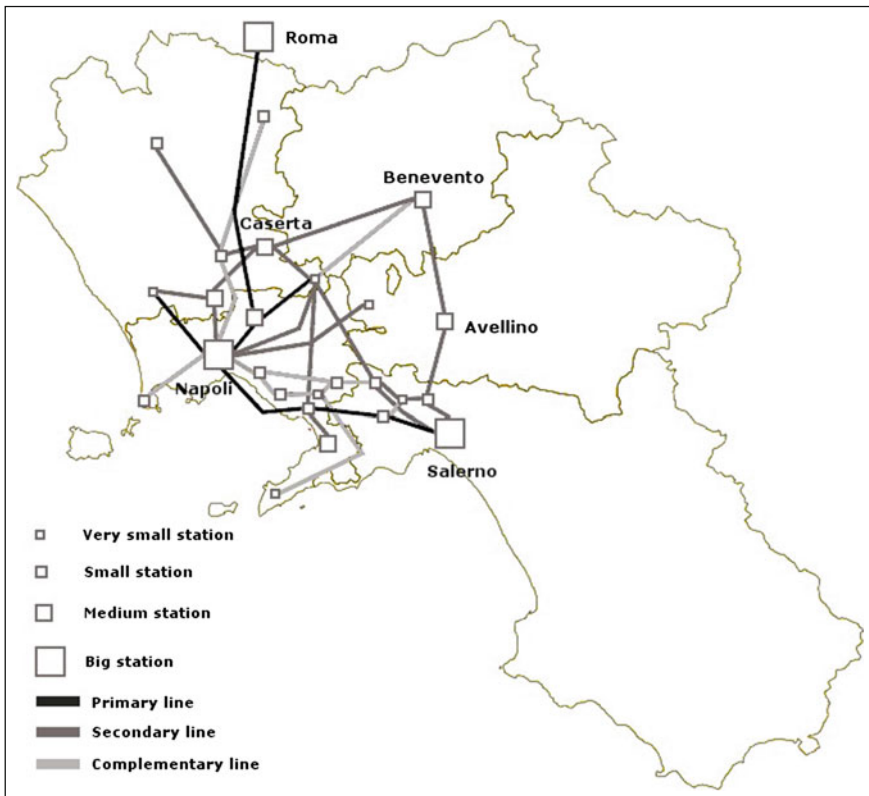 Roma
Benevento
Caserta
Avellino
Napoli
Salerno
Very small station
Small station
Medium station
Big station
Primary line
Secondary line
Complementary line